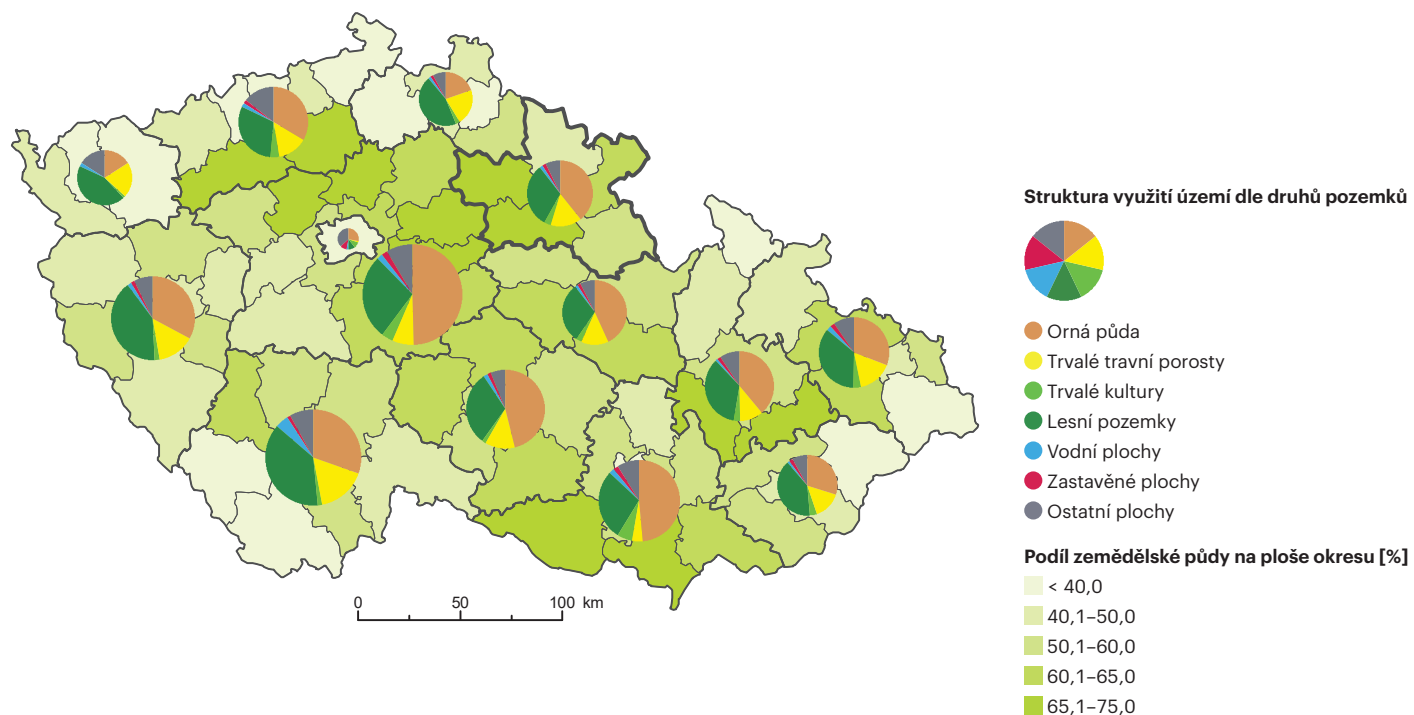 Struktura využití území dle druhů pozemků
Orná půda
Trvalé travní porosty
Trvalé kultury
Lesní pozemky
Vodní plochy
Zastavěné plochy
Ostatní plochy
Podíl zemědělské půdy na ploše okresu [%]
< 40,0
40,1–50,0
50,1–60,0
60,1–65,0
65,1–75,0
0 50 100 km